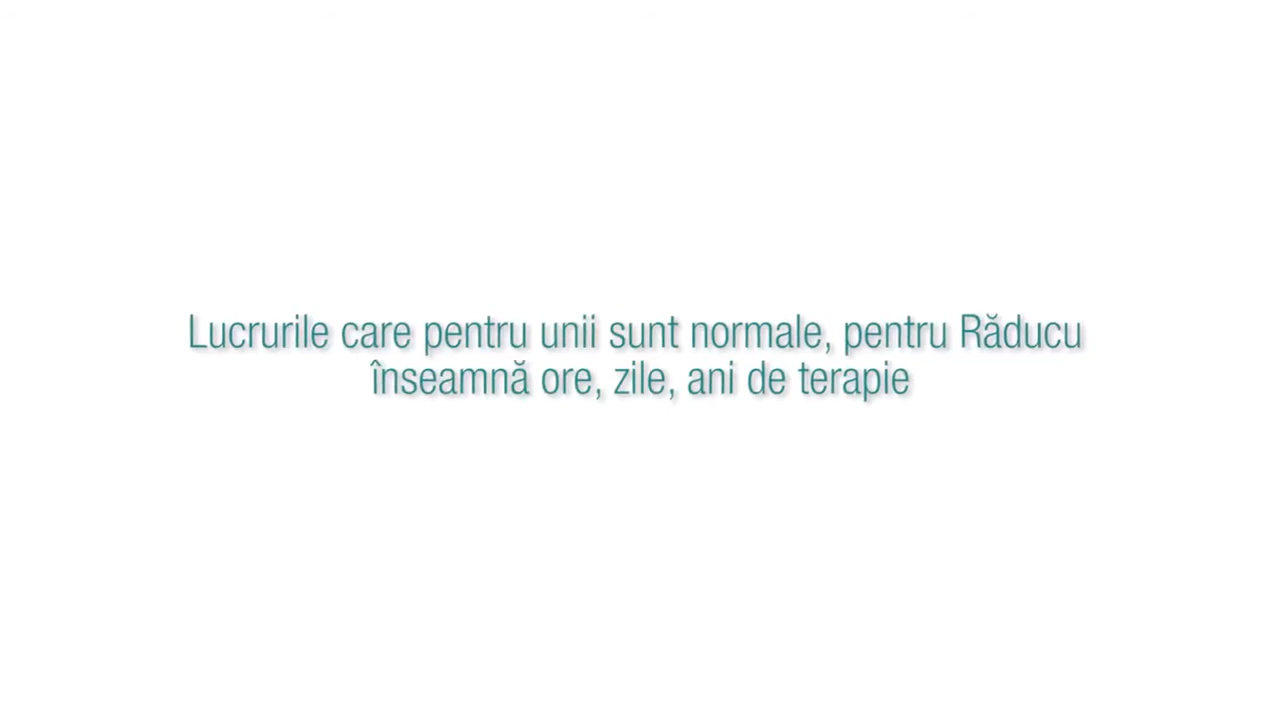 Lucrurile care pentru unii sunt normale, pentru Răducu
înseamnă ore, zile, ani de terapie